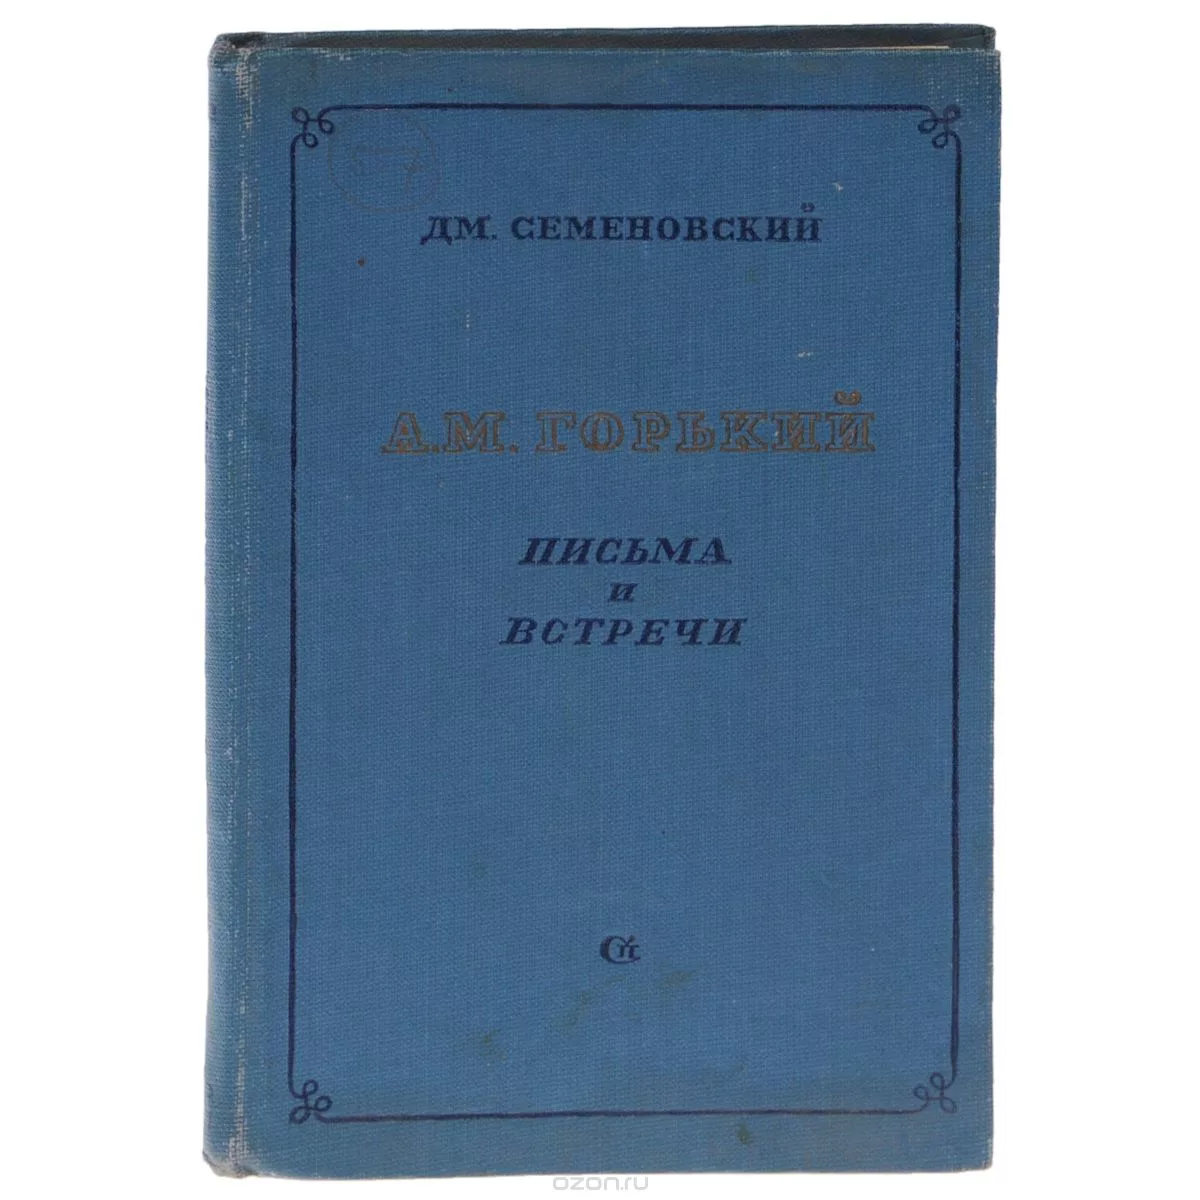 ДМ. СЕМЕНОВСКИЙ
А.М. ГОРЬКИЙ
ПИСЬМА
И
ВСТРЕЧИ
ozon.ru